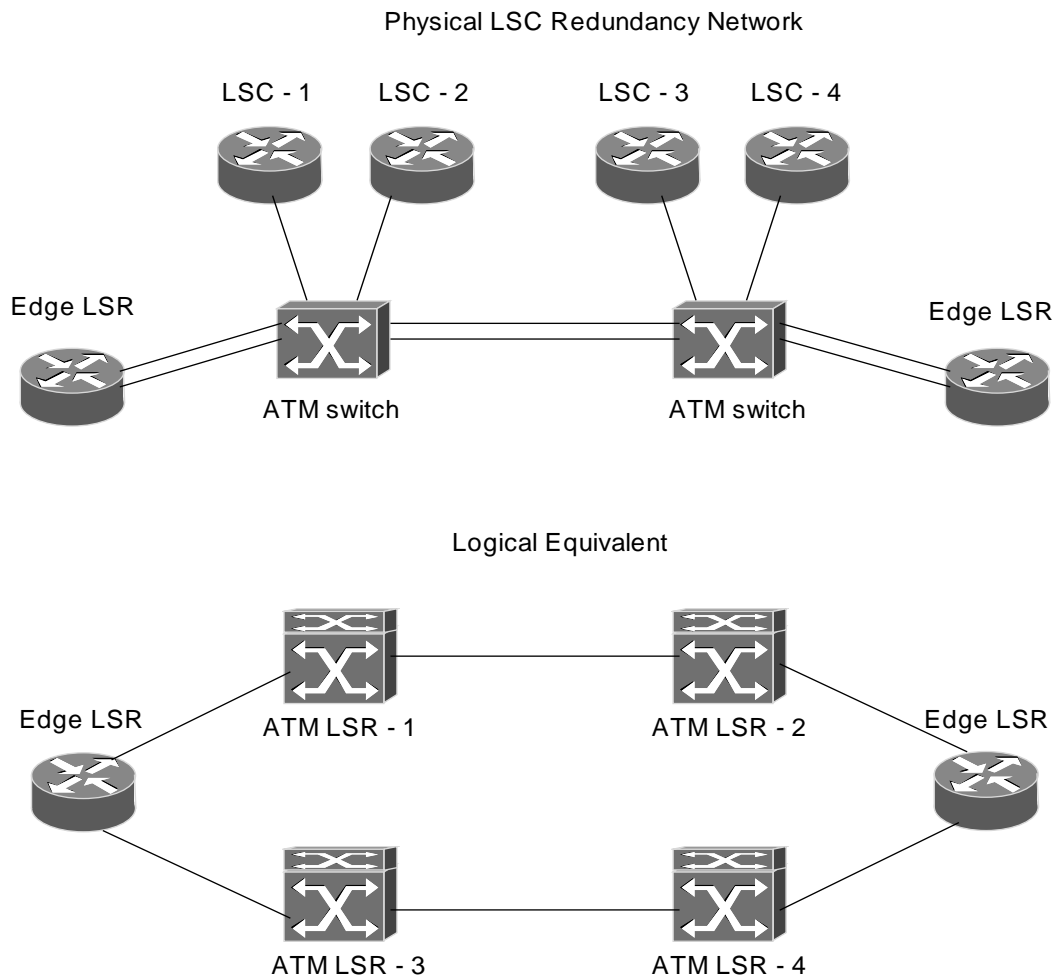 Physical LSC Redundancy Network
LSC - 1
LSC - 2
LSC - 3
LSC - 4
Edge LSR
Edge LSR
ATM switch
ATM switch
Logical Equivalent
Edge LSR
ATM LSR - 1
ATM LSR - 2
Edge LSR
ATM LSR - 3
ATM LSR - 4